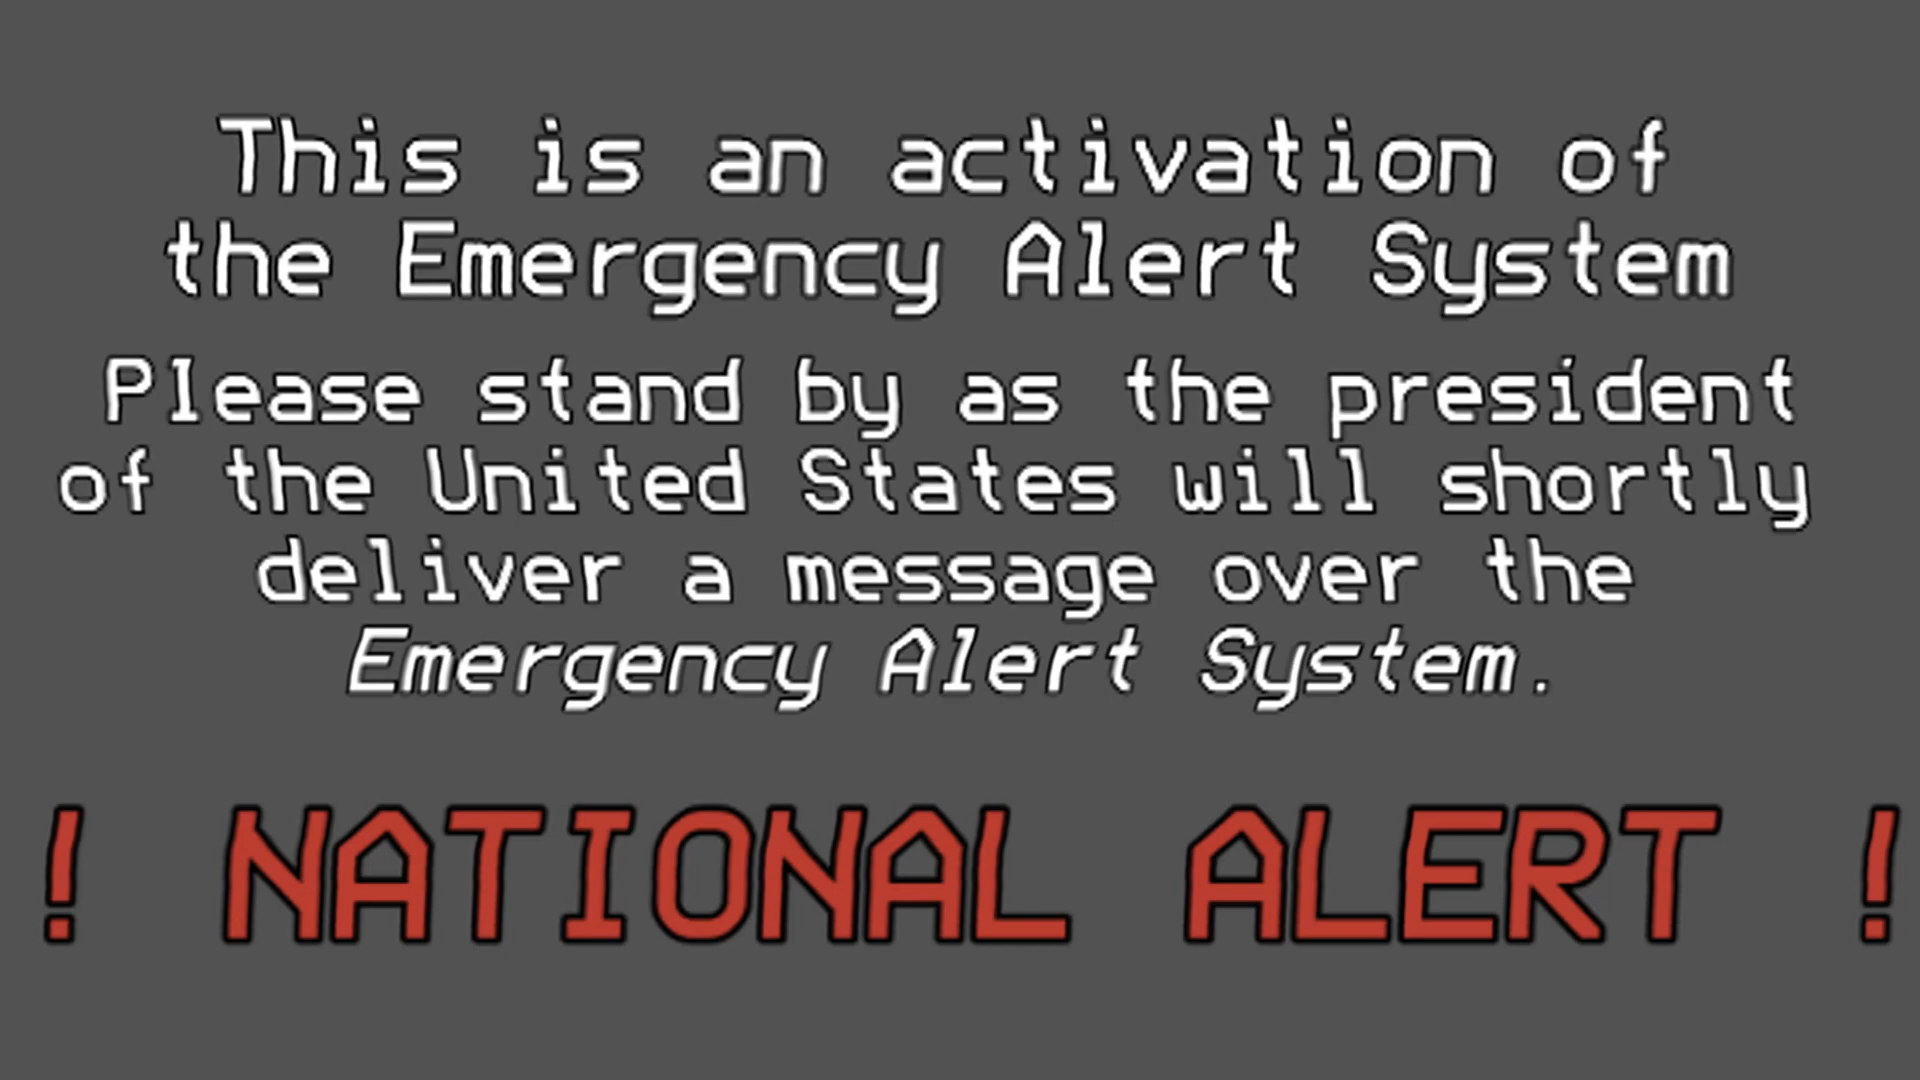 This is an activation of
the Emergency Alert System
Please stand by as the president
of the United States will shortly
deliver a message over the
Emergency Alert System.
! NATIONAL ALERT !